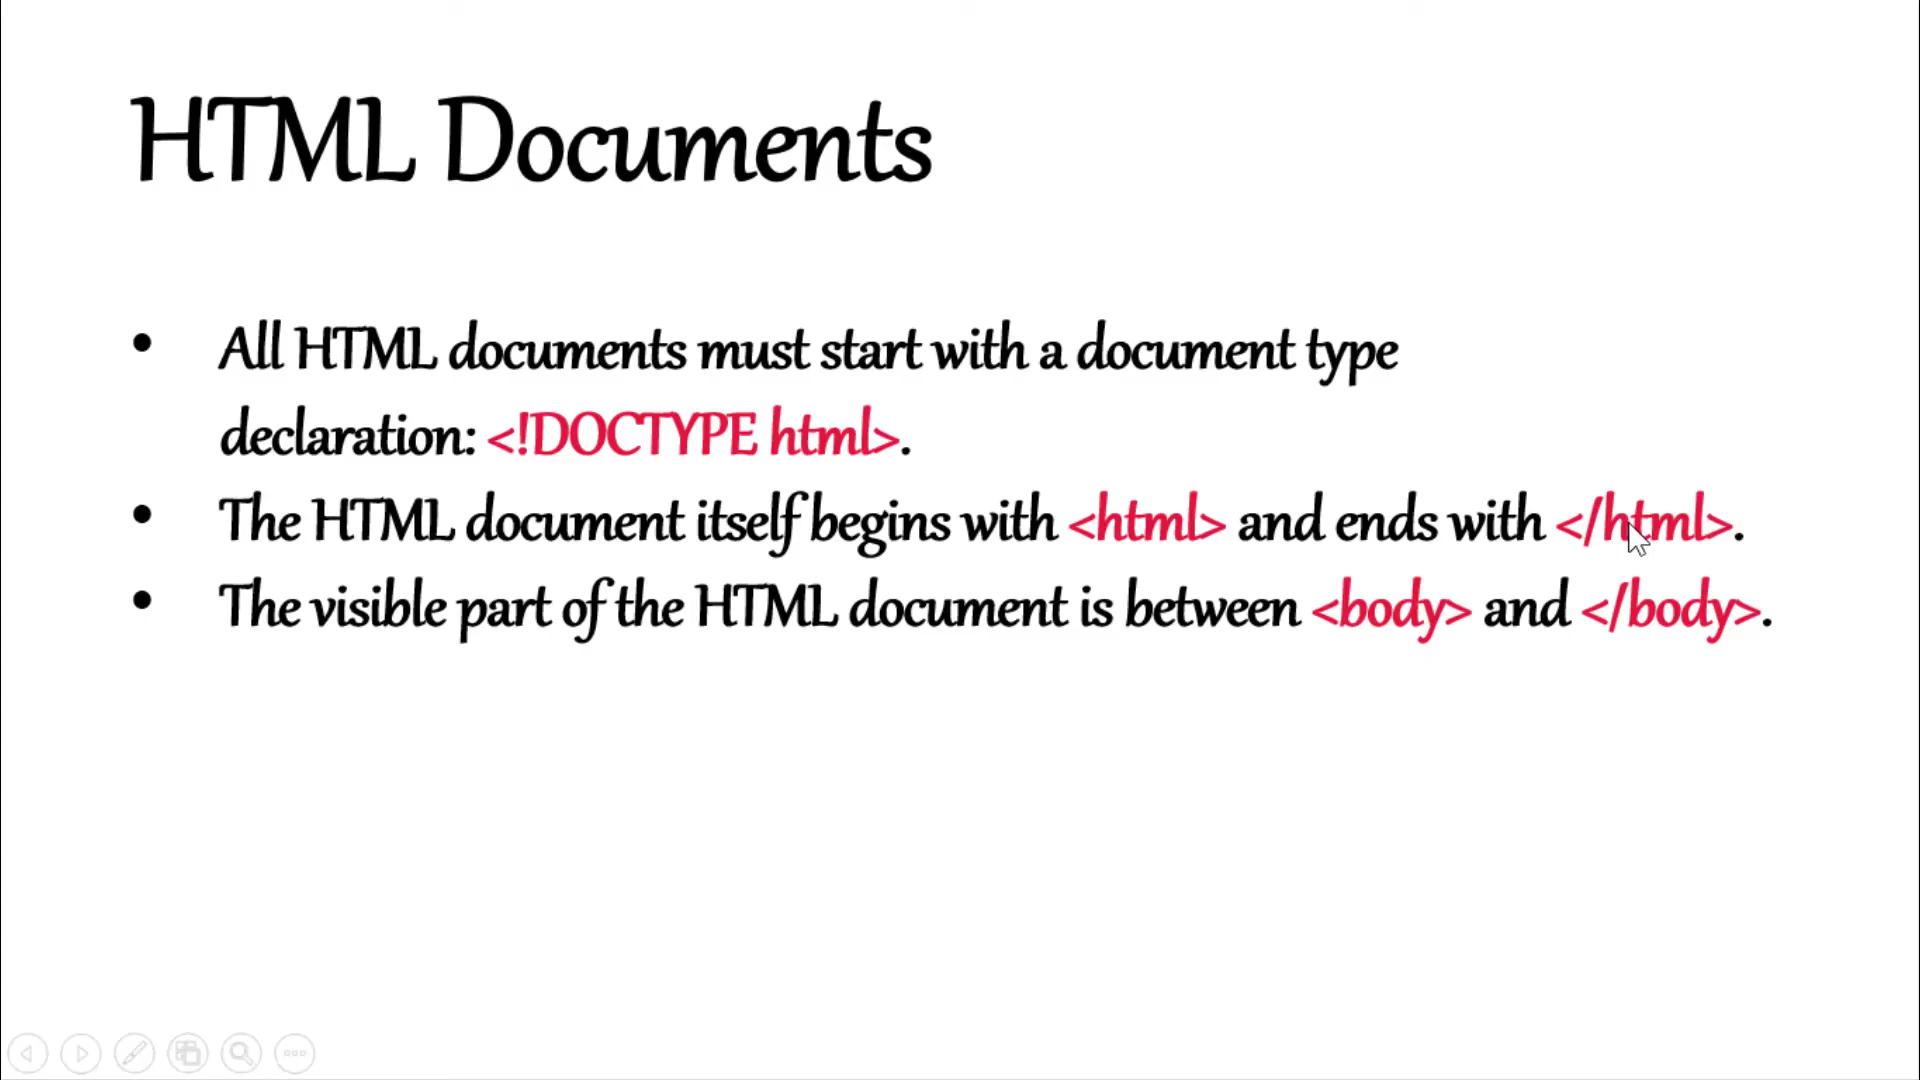 HTML Documents
• All HTML documents must start with a document type
declaration: <!DOCTYPE html>.
• The HTML document itself begins with <html> and ends with </html>.
• The visible part of the HTML document is between <body> and </body>.